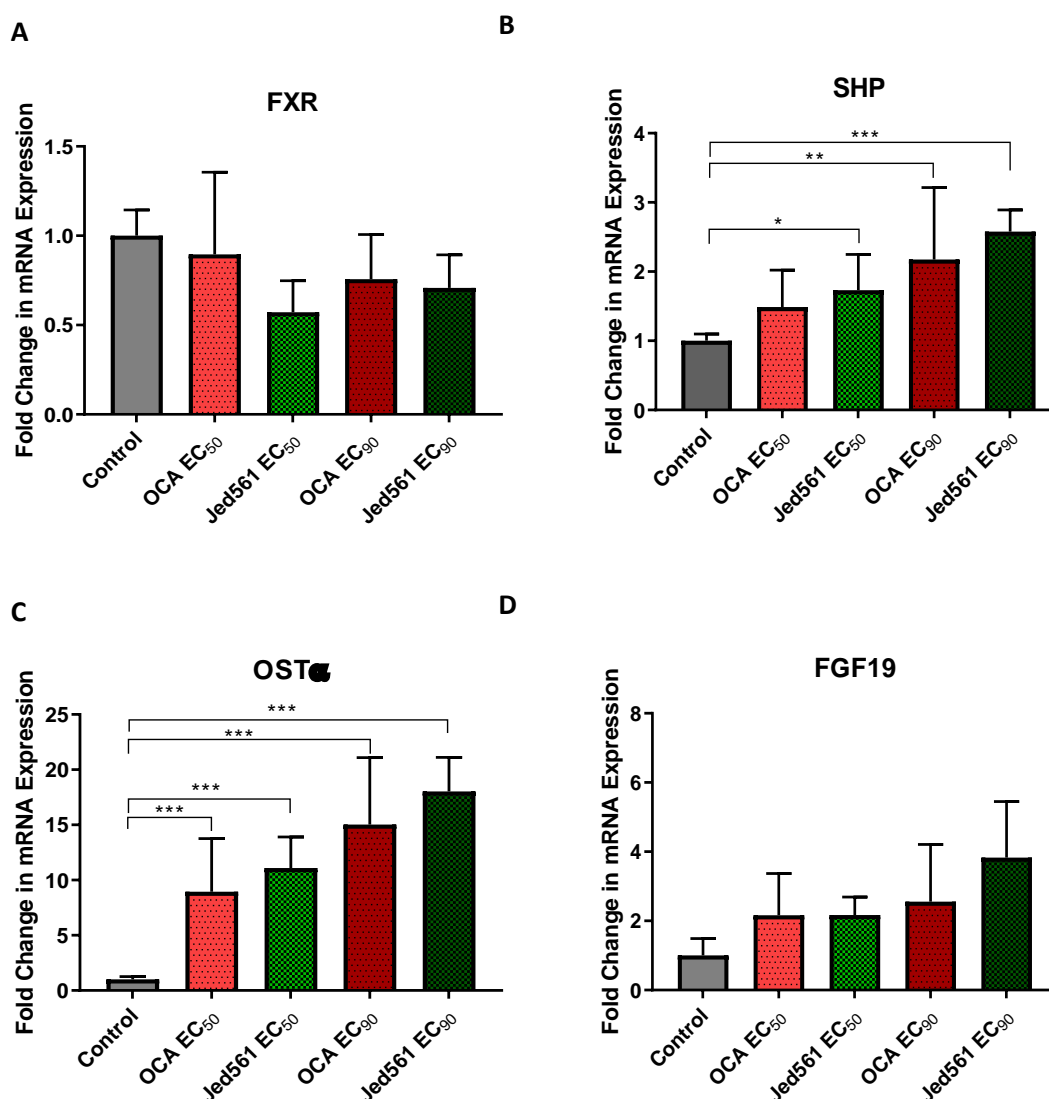 A
FXR
Fold Change in mRNA Expression
1.5
1.0
0.5
0.0
Control
OCA EC₅₀
Jed561 EC₅₀
OCA EC₉₀
Jed561 EC₉₀
B
SHP
Fold Change in mRNA Expression
4
3
2
1
0
***
**
*
Control
OCA EC₅₀
Jed561 EC₅₀
OCA EC₉₀
Jed561 EC₉₀
C
OSTα
Fold Change in mRNA Expression
25
20
15
10
5
0
***
***
***
***
Control
OCA EC₅₀
Jed561 EC₅₀
OCA EC₉₀
Jed561 EC₉₀
D
FGF19
Fold Change in mRNA Expression
8
6
4
2
0
Control
OCA EC₅₀
Jed561 EC₅₀
OCA EC₉₀
Jed561 EC₉₀